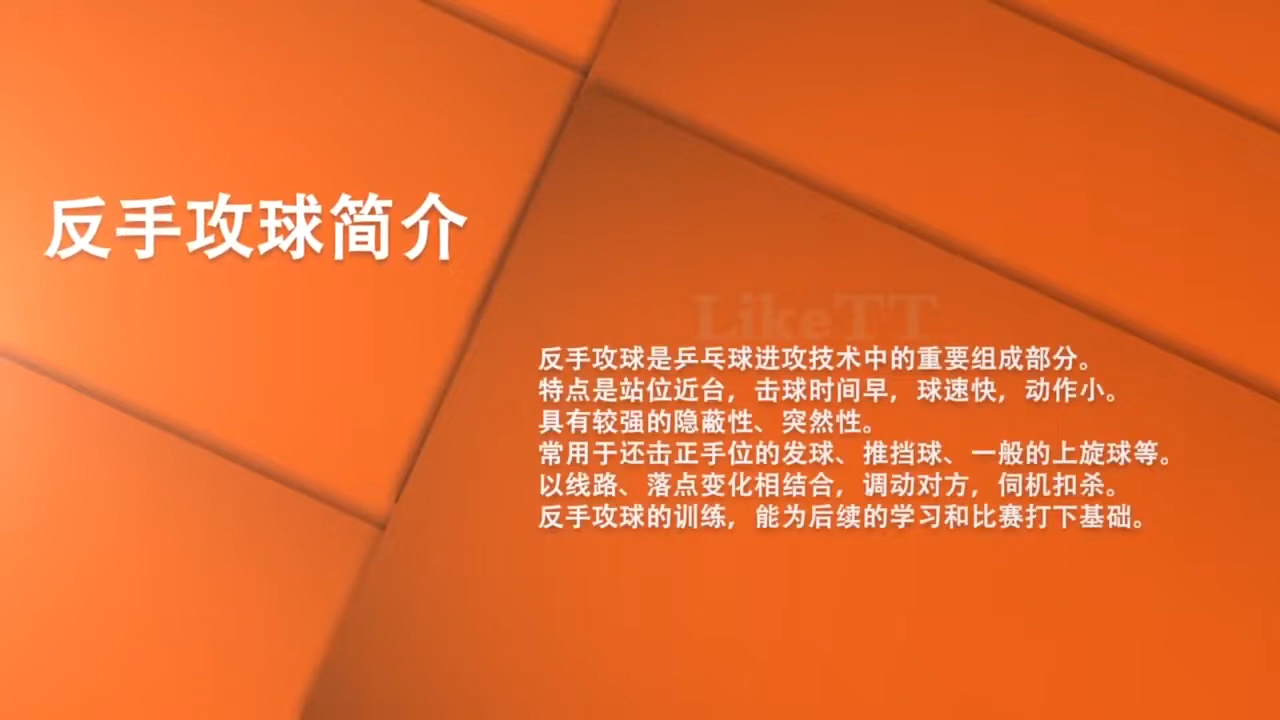 反手攻球简介
LikeTT
反手攻球是乒乓球进攻技术中的重要组成部分。
特点是站位近台，击球时间早，球速快，动作小。
具有较强的隐蔽性、突然性。
常用于还击正手位的发球、推挡球、一般的上旋球等。
以线路、落点变化相结合，调动对方，伺机扣杀。
反手攻球的训练，能为后续的学习和比赛打下基础。